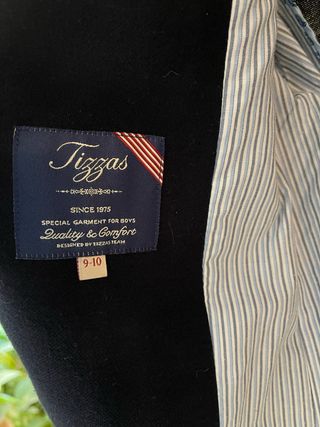 Tizzas
SINCE 1975
SPECIAL GARMENT FOR BOYS
Quality & Comfort
DESIGNED BY TIZZAS TEAM
9-10